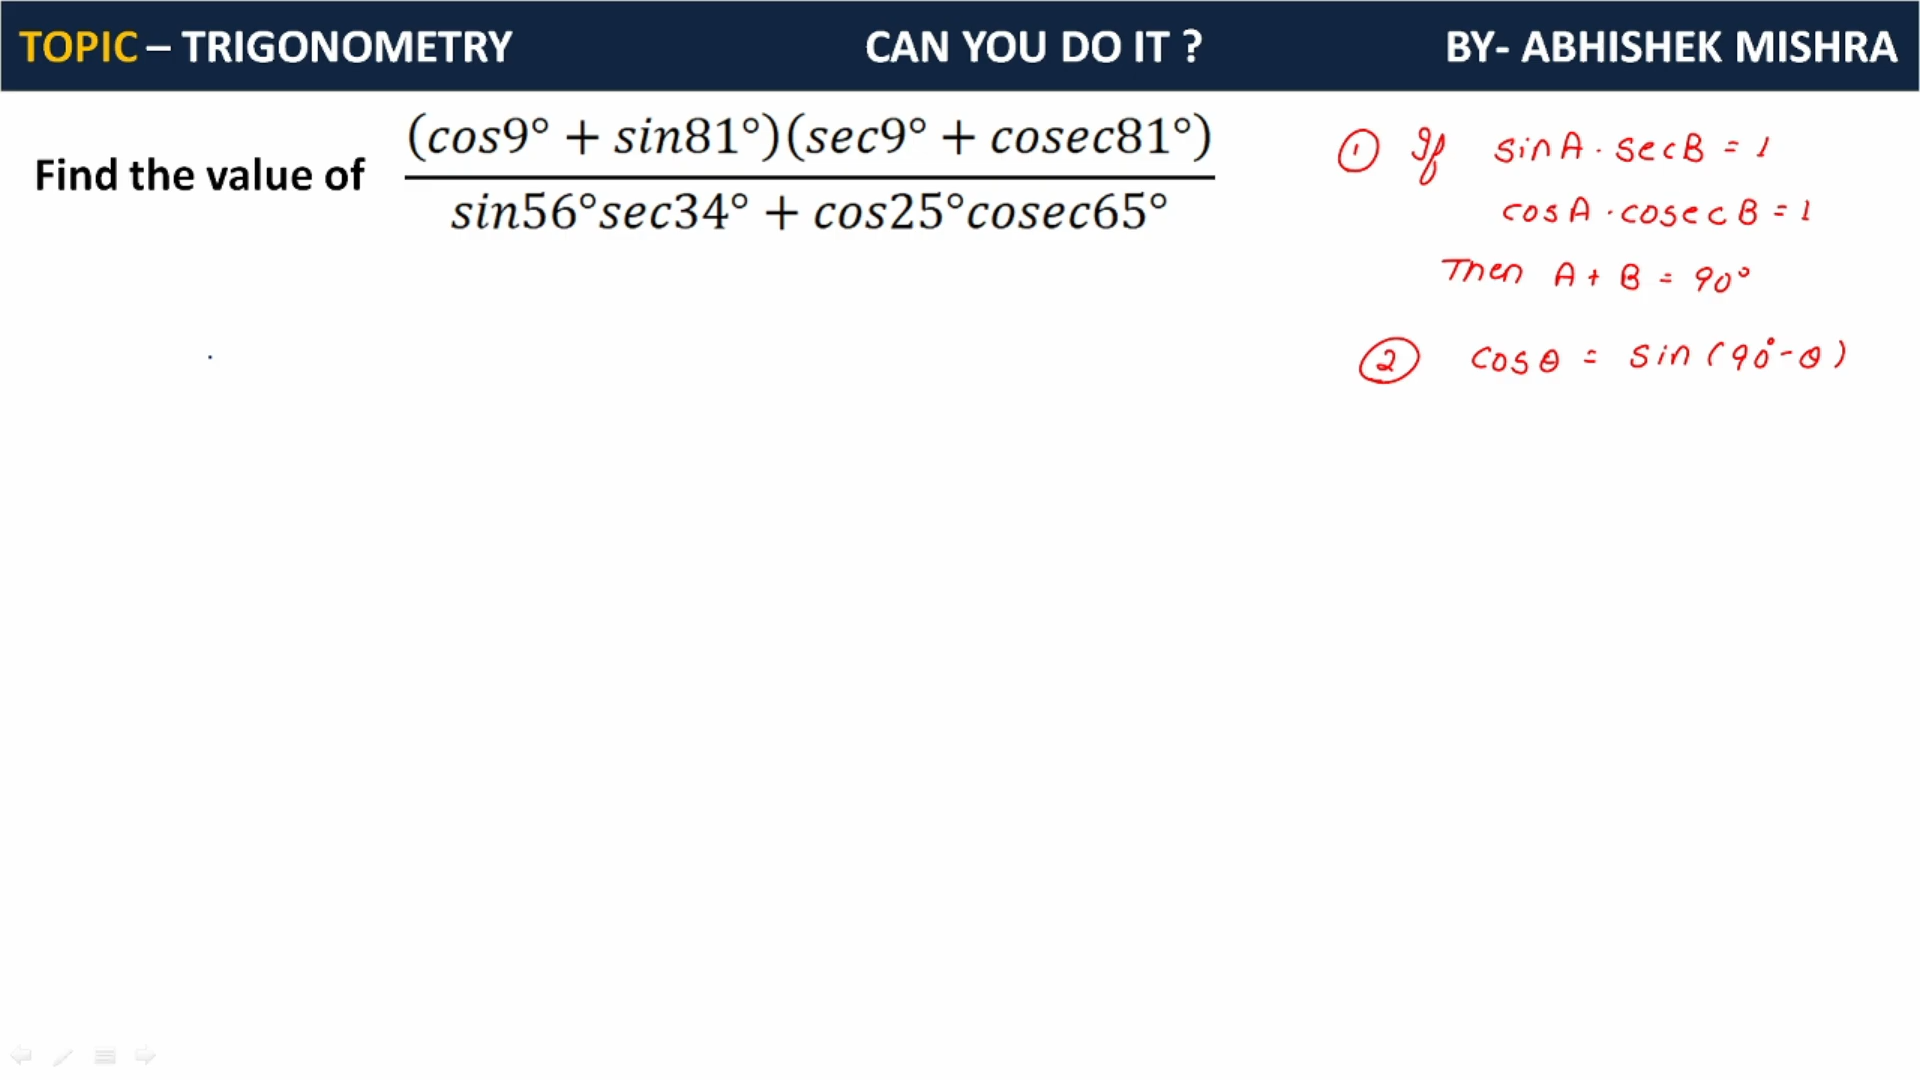 TOPIC – TRIGONOMETRY CAN YOU DO IT ? BY- ABHISHEK MISHRA
Find the value of (cos9° + sin81°)(sec9° + cosec81°)
sin56°sec34° + cos25°cosec65°
① If sinA · secB = 1
cosA · cosecB = 1
Then A + B = 90°
② cosθ = sin(90°-θ)